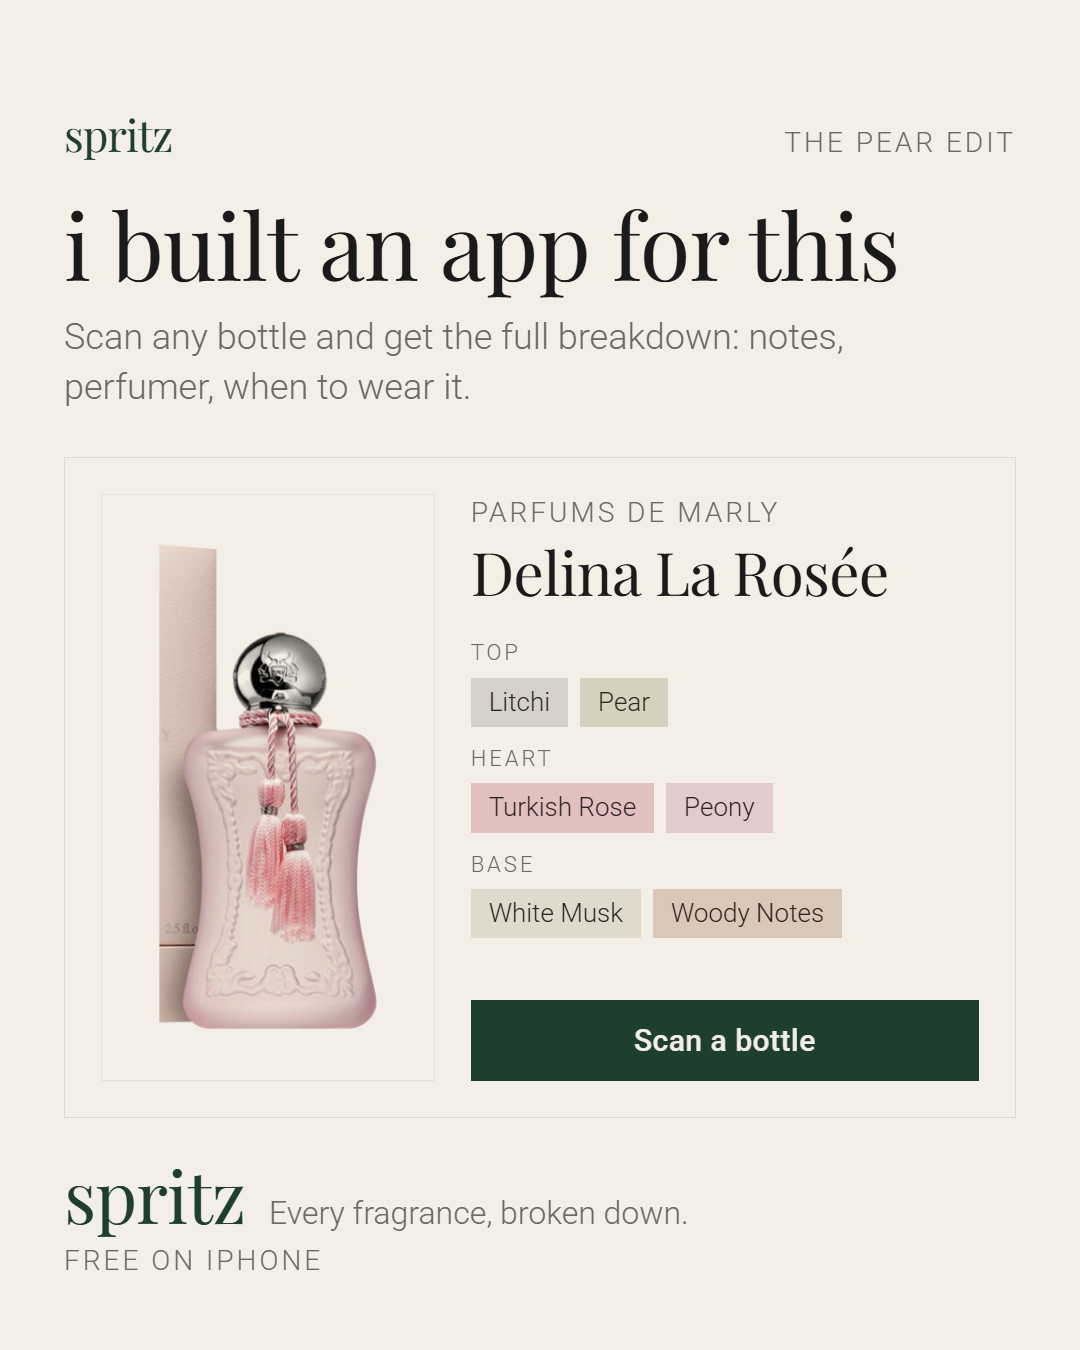 spritz
THE PEAR EDIT
i built an app for this
Scan any bottle and get the full breakdown: notes,
perfumer, when to wear it.
PARFUMS DE MARLY
Delina La Rosée
TOP
Litchi Pear
HEART
Turkish Rose Peony
BASE
White Musk Woody Notes
Scan a bottle
Y
spritz Every fragrance, broken down.
FREE ON IPHONE